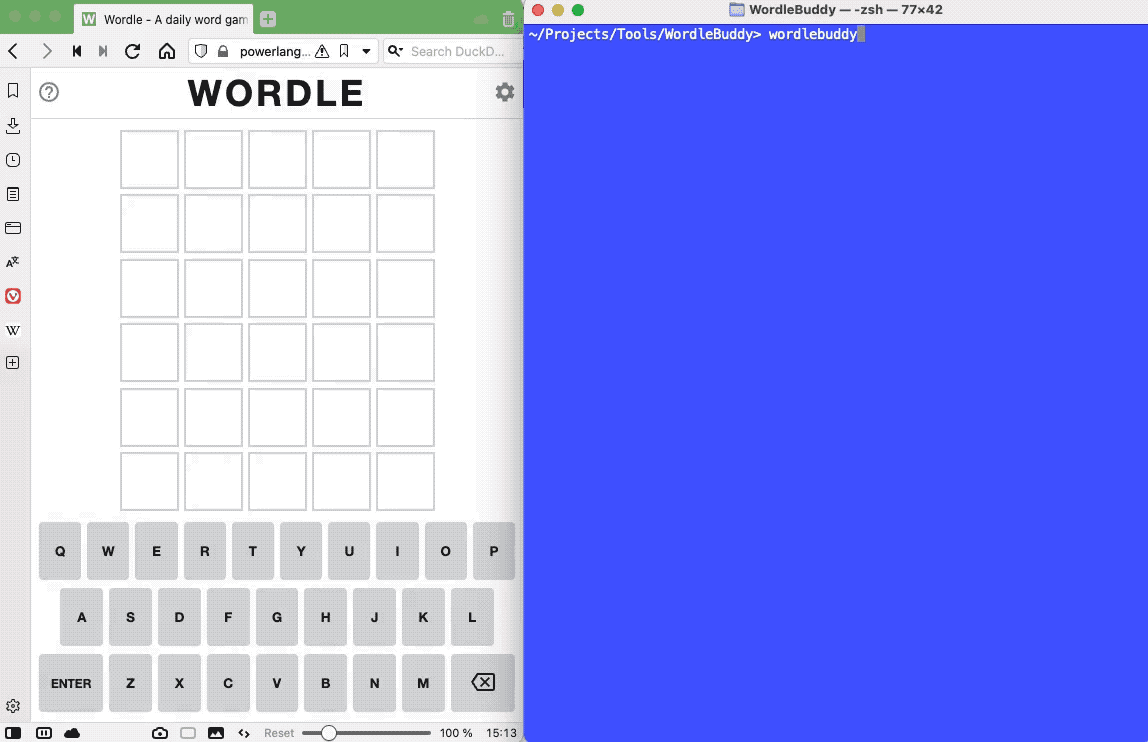 Wordle - A daily word gam
powerlang...
Search DuckD...
WORDLE
Q W E R T Y U I O P
A S D F G H J K L
ENTER Z X C V B N M
Reset 100 % 15:13
WordleBuddy — -zsh — 77×42
~/Projects/Tools/WordleBuddy> wordlebuddy